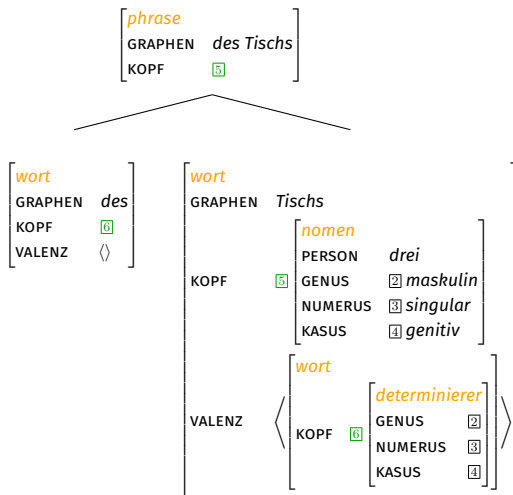 phrase
GRAPHEN des Tischs
KOPF 5
wort
GRAPHEN des
KOPF 6
VALENZ ⟨⟩
wort
GRAPHEN Tischs
KOPF 5
nomen
PERSON drei
GENUS 2 maskulin
NUMERUS 3 singular
KASUS 4 genitiv
VALENZ
wort
KOPF 6
determinierer
GENUS 2
NUMERUS 3
KASUS 4